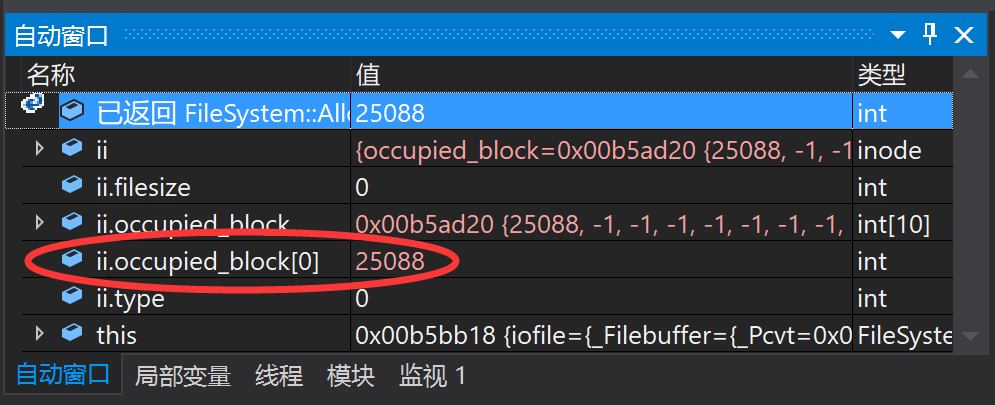 自动窗口
名称 值 类型
已返回 FileSystem::Allo 25088 int
ii {occupied_block=0x00b5ad20 {25088, -1, -1 inode
ii.filesize 0 int
ii.occupied_block 0x00b5ad20 {25088, -1, -1, -1, -1, -1, -1, int[10]
ii.occupied_block[0] 25088 int
ii.type 0 int
this 0x00b5bb18 {iofile={_Filebuffer={_Pcvt=0x0 FileSyste
自动窗口 局部变量 线程 模块 监视 1